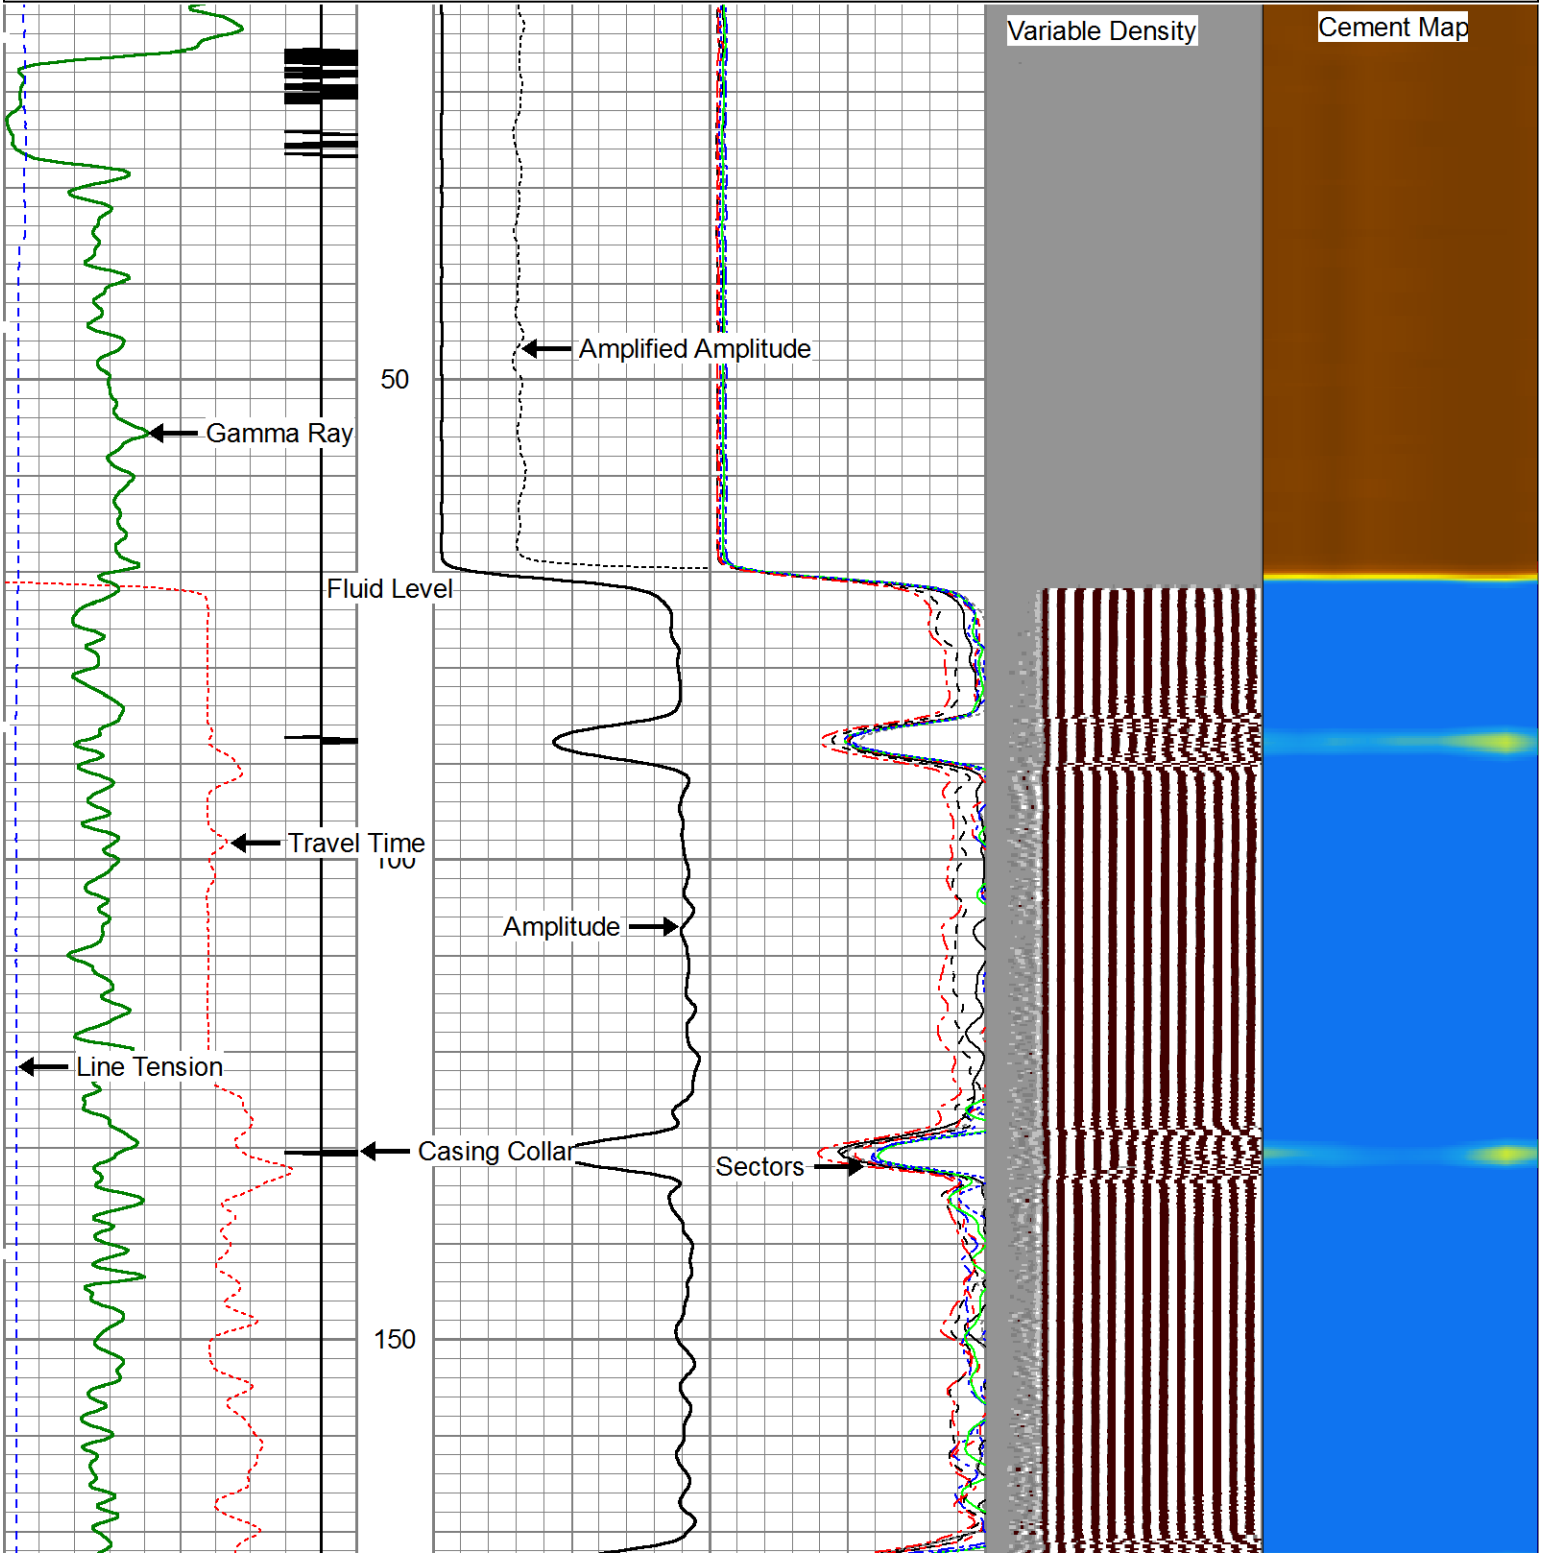 Variable Density
Cement Map
Amplified Amplitude
50
Gamma Ray
Fluid Level
Travel Time
100
Amplitude
Line Tension
Casing Collar
Sectors
150